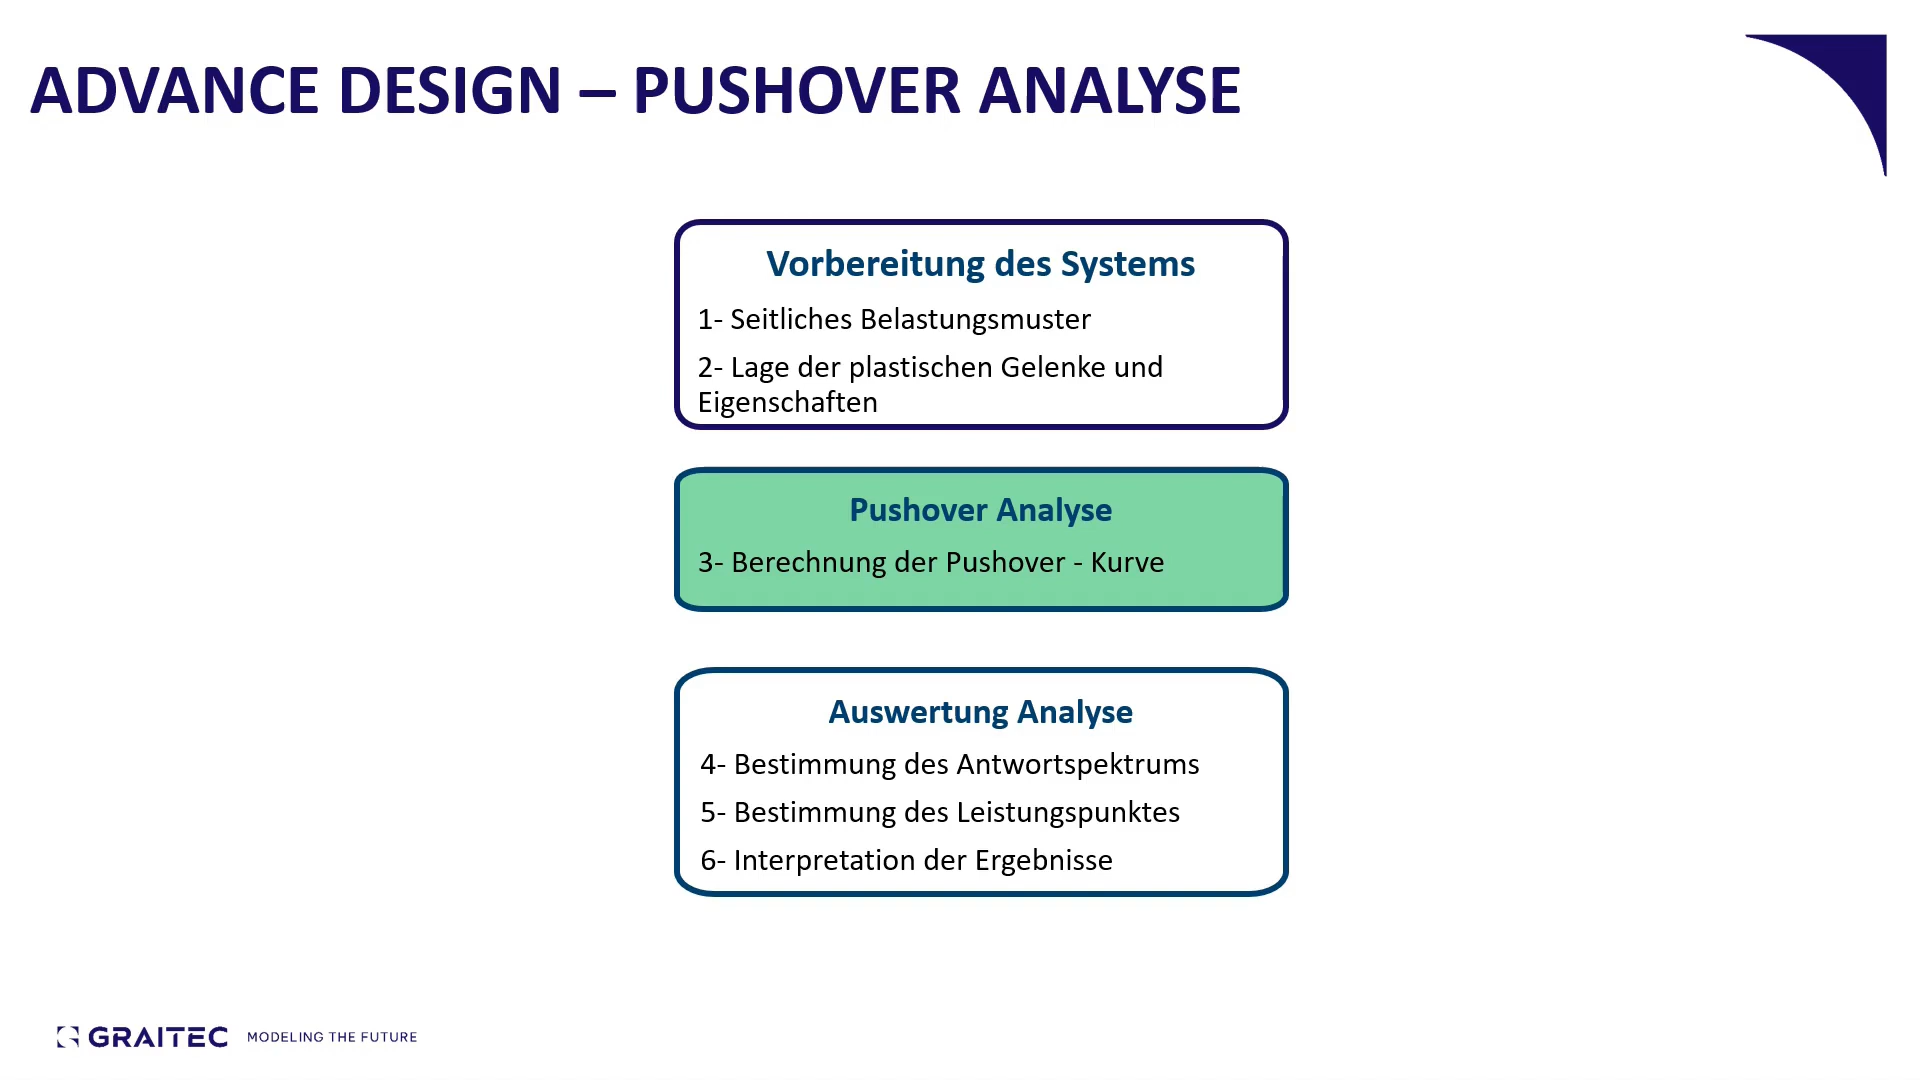 ADVANCE DESIGN – PUSHOVER ANALYSE
Vorbereitung des Systems
1- Seitliches Belastungsmuster
2- Lage der plastischen Gelenke und
Eigenschaften
Pushover Analyse
3- Berechnung der Pushover - Kurve
Auswertung Analyse
4- Bestimmung des Antwortspektrums
5- Bestimmung des Leistungspunktes
6- Interpretation der Ergebnisse
GRAITEC MODELING THE FUTURE